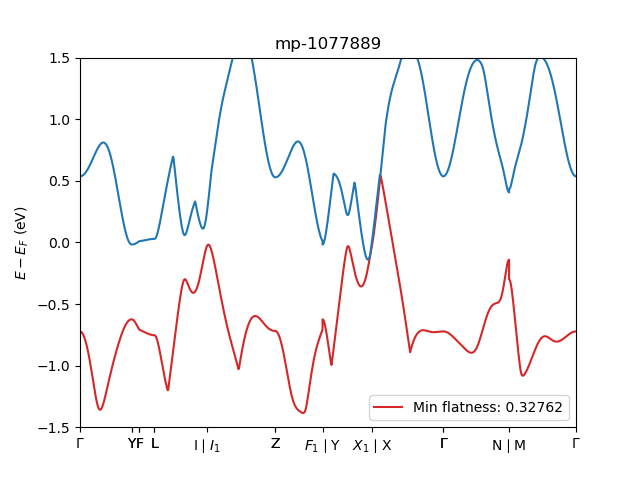 mp-1077889
E − E_F (eV)
1.5
1.0
0.5
0.0
−0.5
−1.0
−1.5
Min flatness: 0.32762
Γ Y F L I | I₁ Z F₁ | Y X₁ | X Γ N | M Γ